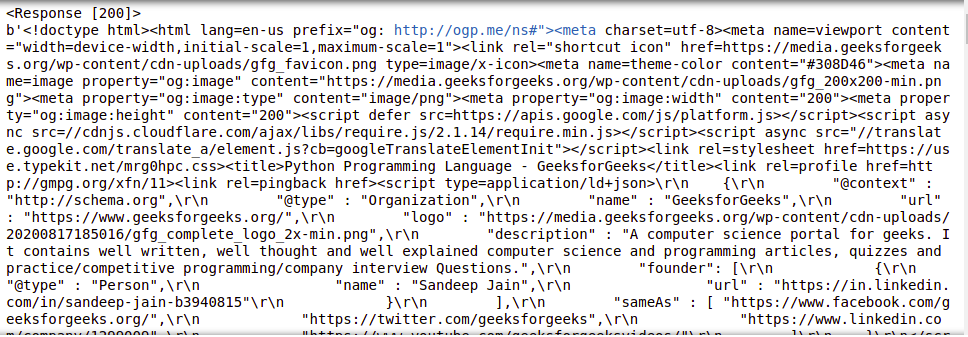 <Response [200]>
b'<!doctype html><html lang=en-us prefix="og: http://ogp.me/ns#"><meta charset=utf-8><meta name=viewport content
="width=device-width,initial-scale=1,maximum-scale=1"><link rel="shortcut icon" href=https://media.geeksforgeek
s.org/wp-content/cdn-uploads/gfg_favicon.png type=image/x-icon><meta name=theme-color content="#308D46"><meta na
me=image property="og:image" content="https://media.geeksforgeeks.org/wp-content/cdn-uploads/gfg_200x200-min.pn
g"><meta property="og:image:type" content="image/png"><meta property="og:image:width" content="200"><meta proper
ty="og:image:height" content="200"><script defer src=https://apis.google.com/js/platform.js></script><script asy
nc src=//cdnjs.cloudflare.com/ajax/libs/require.js/2.1.14/require.min.js></script><script async src="//translat
e.google.com/translate_a/element.js?cb=googleTranslateElementInit"></script><link rel=stylesheet href=https://us
e.typekit.net/mrg0hpc.css><title>Python Programming Language - GeeksforGeeks</title><link rel=profile href=htt
p://gmpg.org/xfn/11><link rel=pingback href><script type=application/ld+json>\r\n    {\r\n        "@context" :
"http://schema.org",\r\n        "@type" : "Organization",\r\n        "name" : "GeeksforGeeks",\r\n        "url"
: "https://www.geeksforgeeks.org/",\r\n        "logo" : "https://media.geeksforgeeks.org/wp-content/cdn-uploads/
20200817185016/gfg_complete_logo_2x-min.png",\r\n        "description" : "A computer science portal for geeks. I
t contains well written, well thought and well explained computer science and programming articles, quizzes and
practice/competitive programming/company interview Questions.",\r\n        "founder": [\r\n            {\r\n
"@type" : "Person",\r\n                "name" : "Sandeep Jain",\r\n                "url" : "https://in.linkedin.
com/in/sandeep-jain-b3940815"\r\n            }\r\n        ],\r\n        "sameAs" : [ "https://www.facebook.com/g
eeksforgeeks.org/",\r\n            "https://twitter.com/geeksforgeeks",\r\n            "https://www.linkedin.co